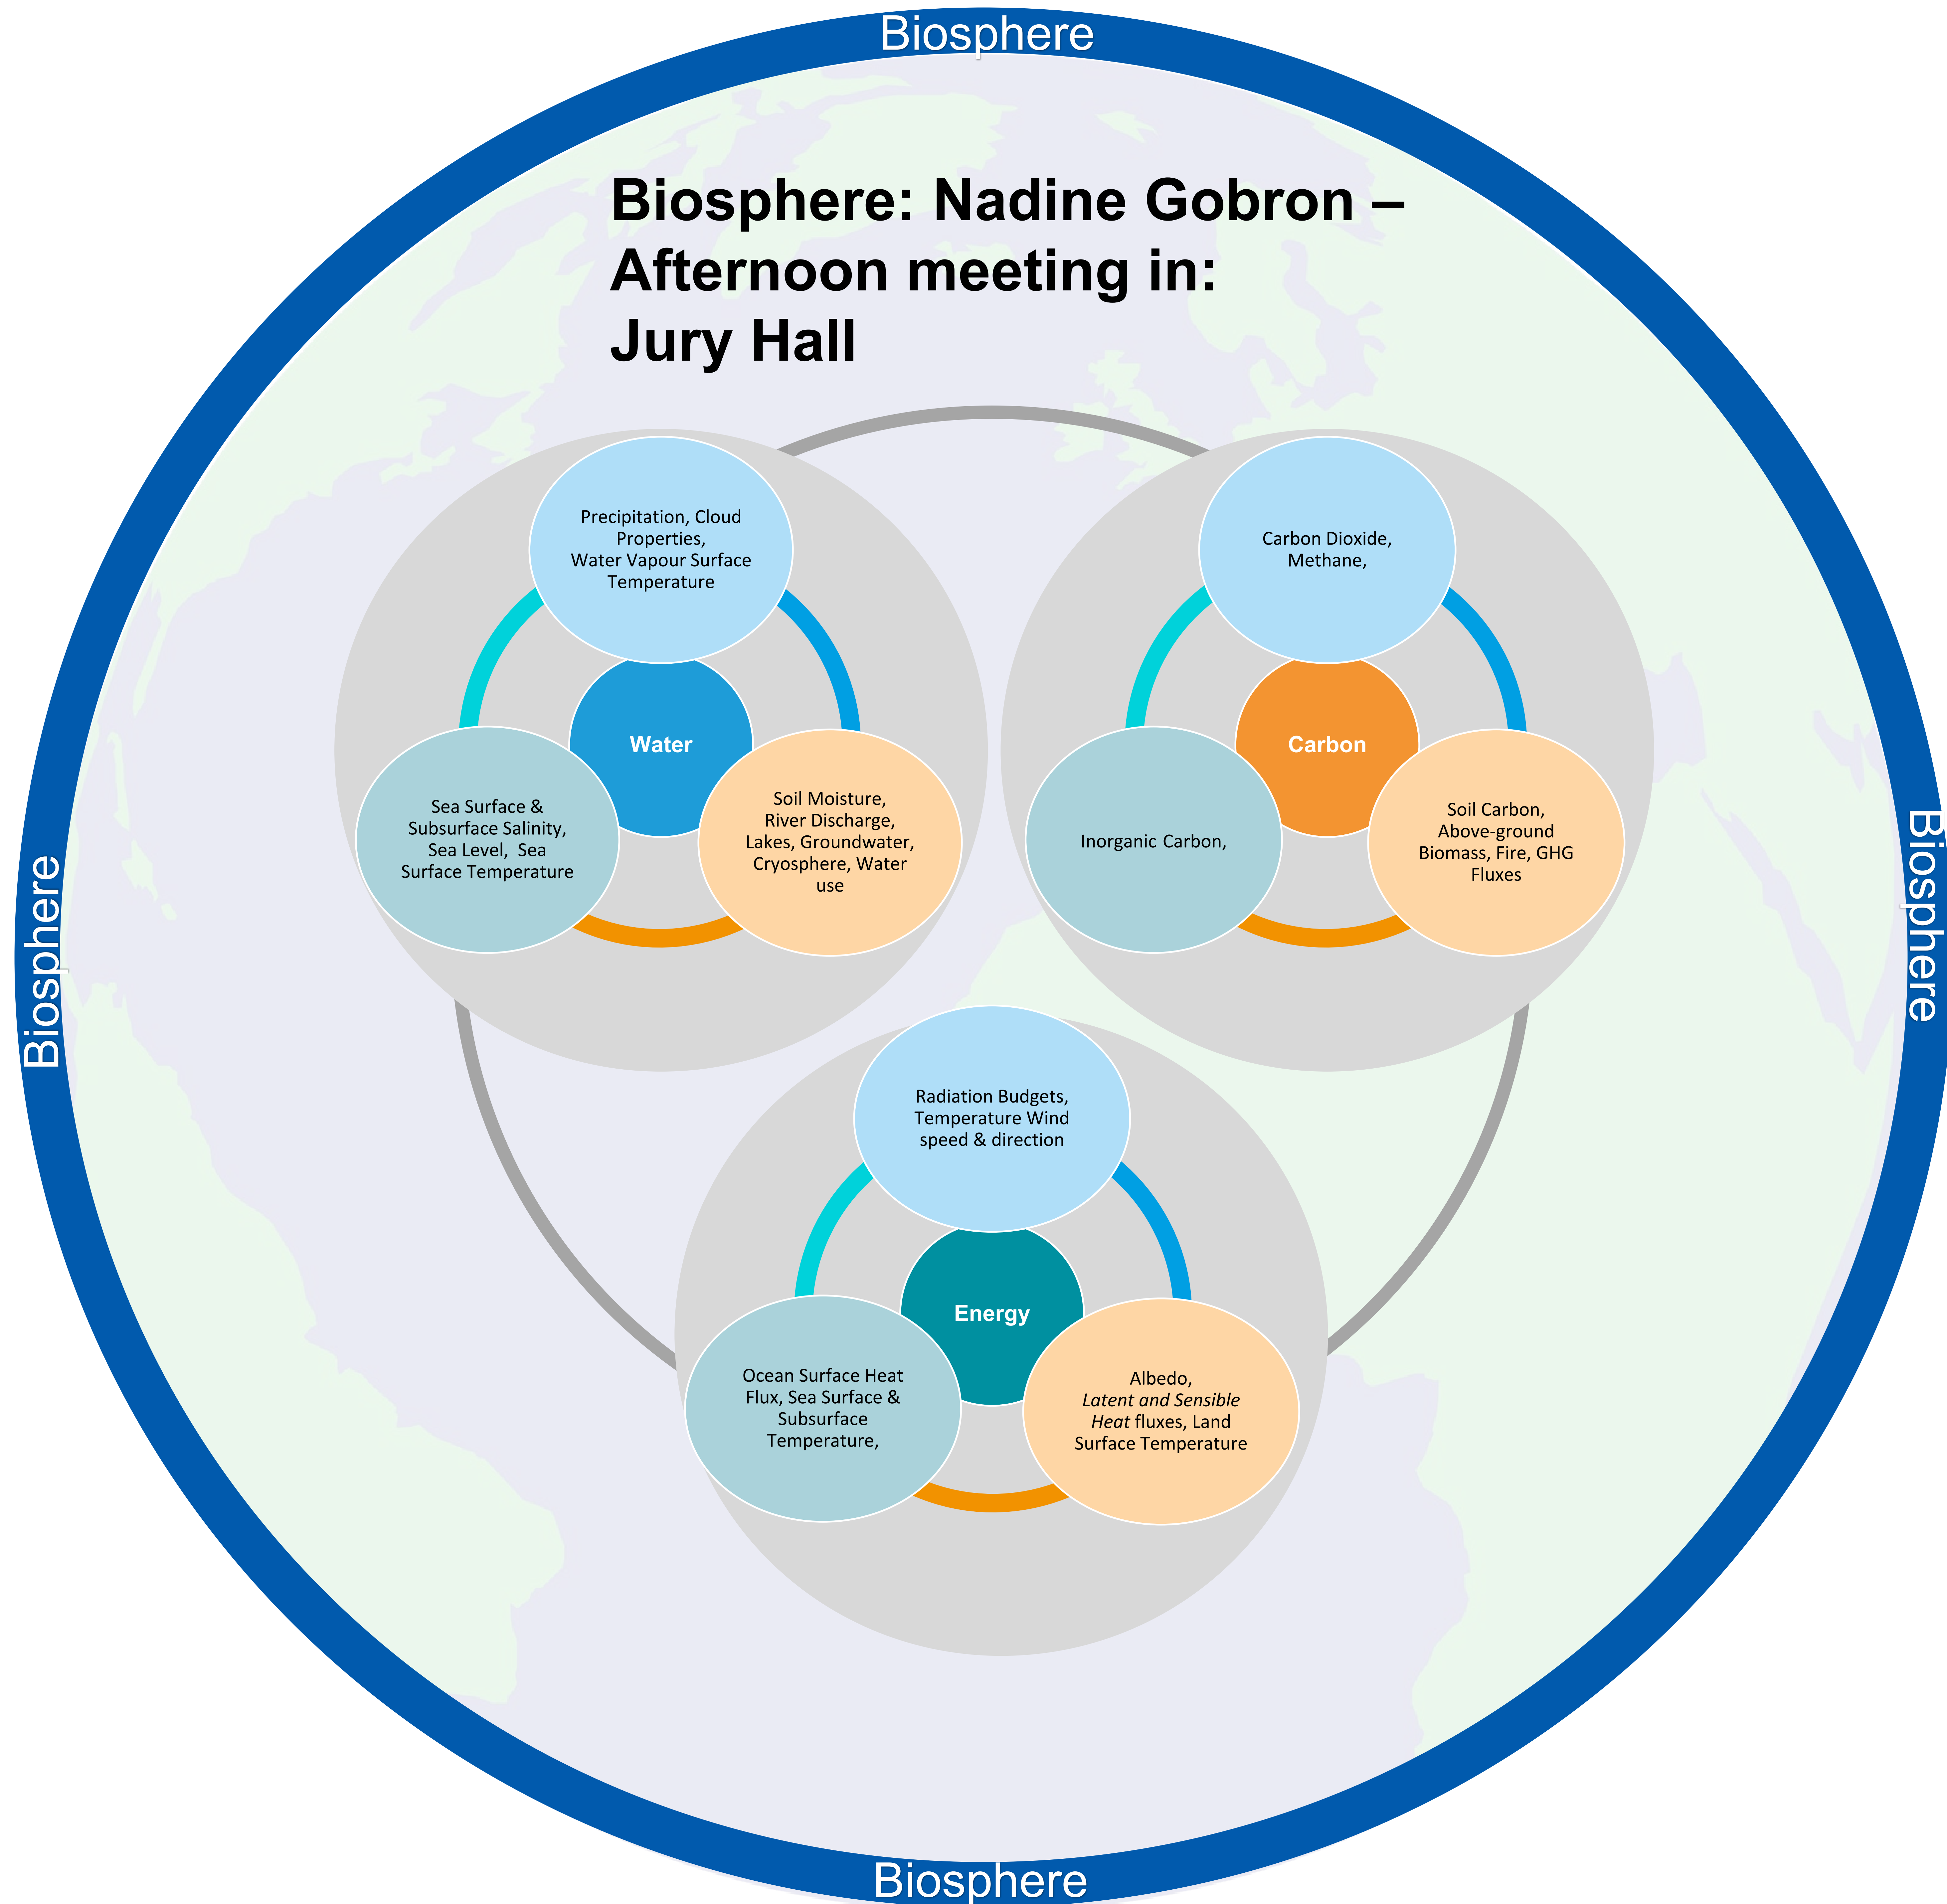 Biosphere
Biosphere: Nadine Gobron –
Afternoon meeting in:
Jury Hall
Precipitation, Cloud
Properties,
Water Vapour Surface
Temperature
Water
Sea Surface &
Subsurface Salinity,
Sea Level, Sea
Surface Temperature
Soil Moisture,
River Discharge,
Lakes, Groundwater,
Cryosphere, Water
use
Carbon Dioxide,
Methane,
Carbon
Inorganic Carbon,
Soil Carbon,
Above-ground
Biomass, Fire, GHG
Fluxes
Biosphere
Biosphere
Radiation Budgets,
Temperature Wind
speed & direction
Energy
Ocean Surface Heat
Flux, Sea Surface &
Subsurface
Temperature,
Albedo,
Latent and Sensible
Heat fluxes, Land
Surface Temperature
Biosphere